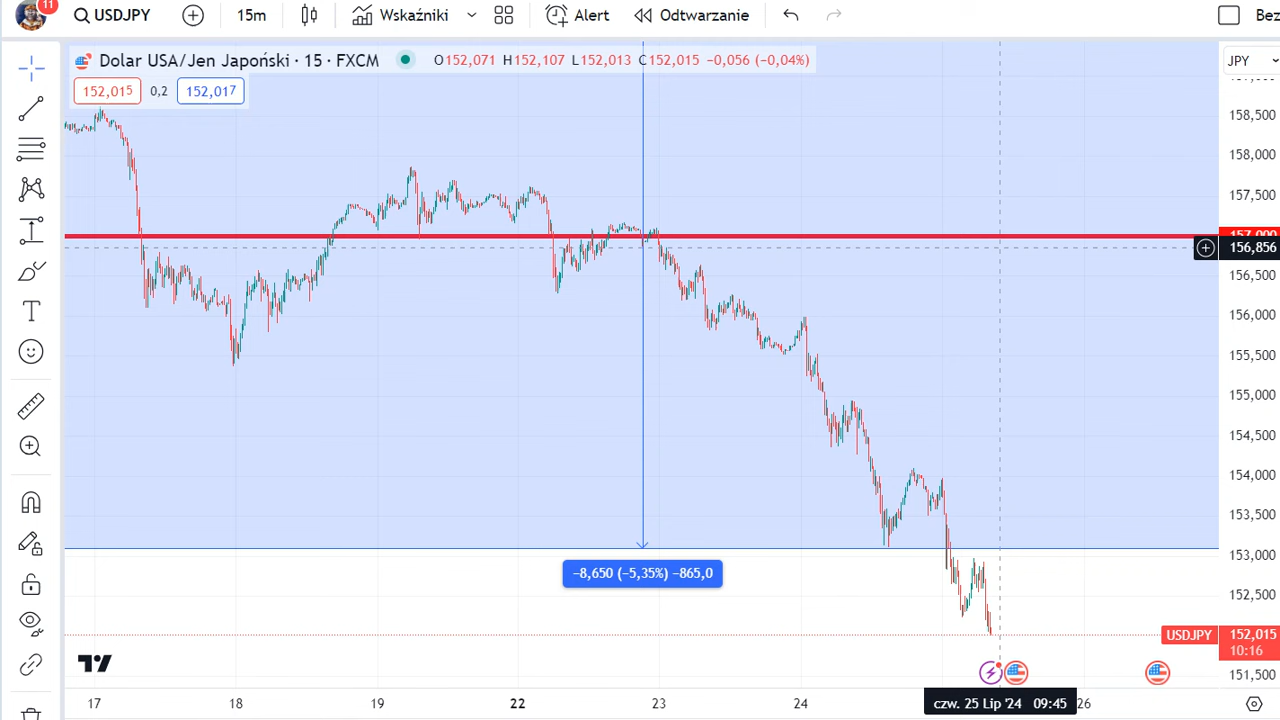 11
USDJPY
15m
Wskaźniki
Alert
Odtwarzanie
Bez
Dolar USA/Jen Japoński · 15 · FXCM
O152,071 H152,107 L152,013 C152,015 −0,056 (−0,04%)
JPY
152,015
0,2
152,017
158,500
158,000
157,500
157,000
156,856
156,500
156,000
155,500
155,000
154,500
154,000
153,500
153,000
−8,650 (−5,35%) −865,0
152,500
USDJPY
152,015
10:16
151,500
17
18
19
22
23
24
czw. 25 Lip '24 09:45
26